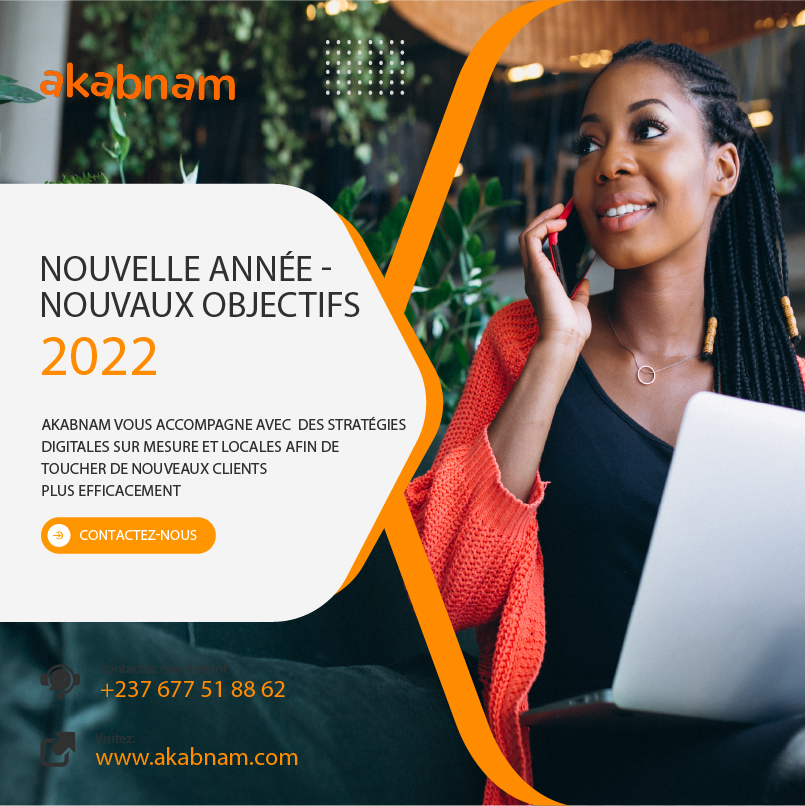 akabnam
NOUVELLE ANNÉE -
NOUVAUX OBJECTIFS
2022
AKABNAM VOUS ACCOMPAGNE AVEC DES STRATÉGIES
DIGITALES SUR MESURE ET LOCALES AFIN DE
TOUCHER DE NOUVEAUX CLIENTS
PLUS EFFICACEMENT
CONTACTEZ-NOUS
+237 677 51 88 62
Visitez:
www.akabnam.com